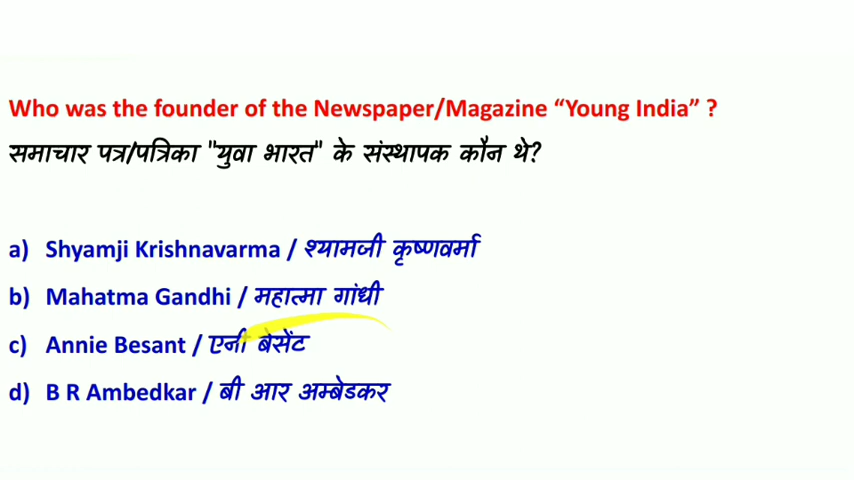 Who was the founder of the Newspaper/Magazine “Young India” ?
समाचार पत्र/पत्रिका "युवा भारत" के संस्थापक कौन थे?
a) Shyamji Krishnavarma / श्यामजी कृष्णवर्मा
b) Mahatma Gandhi / महात्मा गांधी
c) Annie Besant / एनी बेसेंट
d) B R Ambedkar / बी आर अम्बेडकर